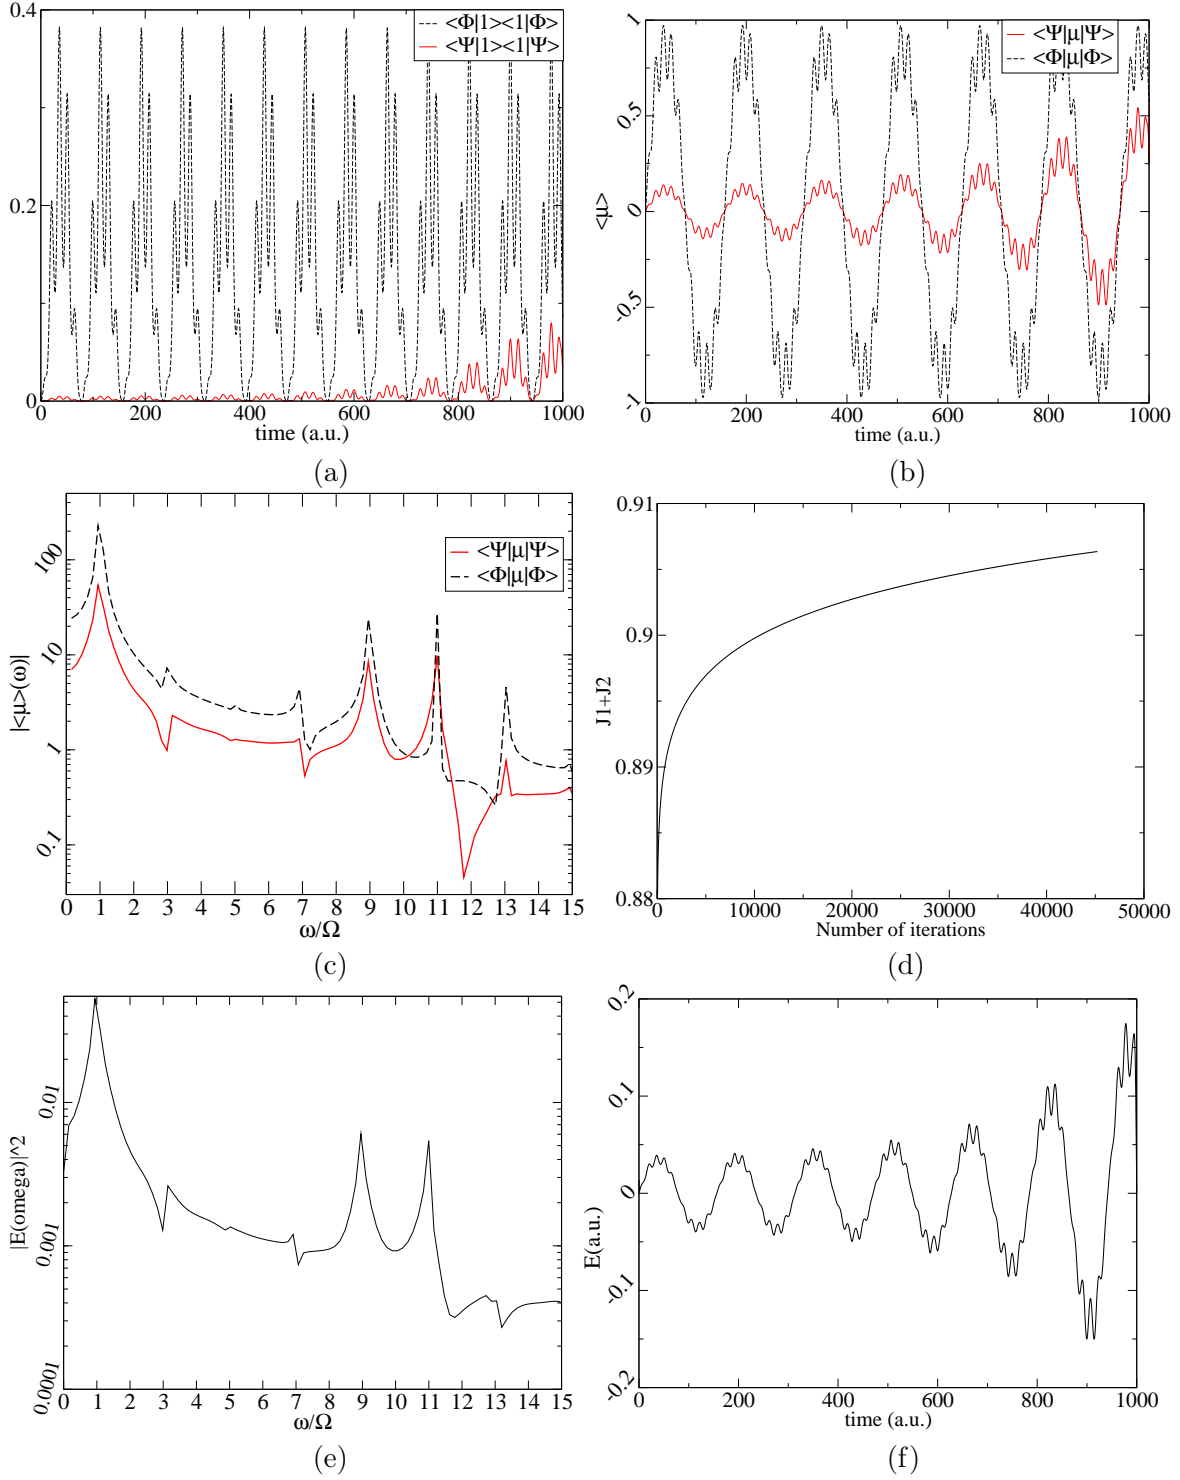 0.4
0.2
0
<Φ|1><1|Φ>
<Ψ|1><1|Ψ>
0 200 400 600 800 1000
time (a.u.)
(a)
1
0.5
0
-0.5
-1
<μ>
<Ψ|μ|Ψ>
<Φ|μ|Φ>
0 200 400 600 800 1000
time (a.u.)
(b)
100
10
1
0.1
|<μ>(ω)|
<Ψ|μ|Ψ>
<Φ|μ|Φ>
0 1 2 3 4 5 6 7 8 9 10 11 12 13 14 15
ω/Ω
(c)
0.91
0.9
0.89
0.88
J1+J2
0 10000 20000 30000 40000 50000
Number of iterations
(d)
0.01
0.001
0.0001
|E(omega)|^2
0 1 2 3 4 5 6 7 8 9 10 11 12 13 14 15
ω/Ω
(e)
0.2
0.1
0
-0.1
-0.2
E(a.u.)
0 200 400 600 800 1000
time (a.u.)
(f)